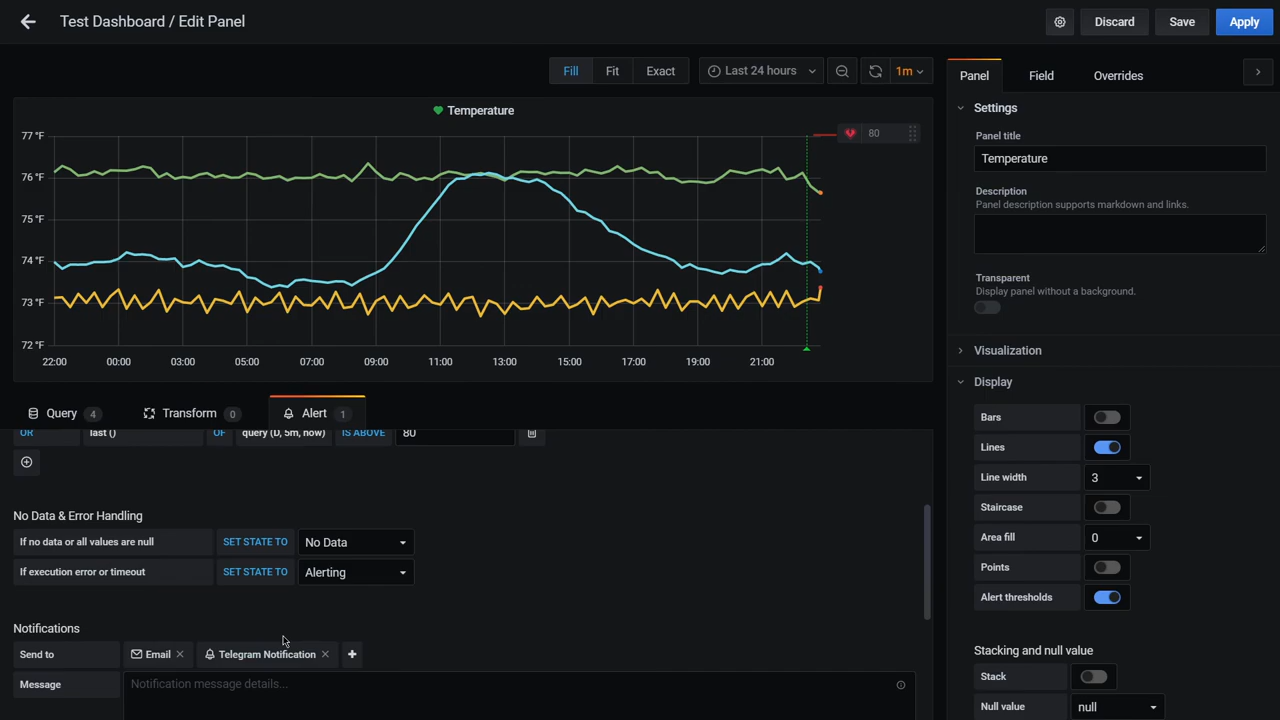 Test Dashboard / Edit Panel
Discard
Save
Apply
Fill
Fit
Exact
Last 24 hours
1m
Temperature
77 °F
76 °F
75 °F
74 °F
73 °F
72 °F
80
22:00
00:00
03:00
05:00
07:00
09:00
11:00
13:00
15:00
17:00
19:00
21:00
Query 4
Transform 0
Alert 1
OR last () OF query (D, 5m, now) IS ABOVE 80
No Data & Error Handling
If no data or all values are null SET STATE TO No Data
If execution error or timeout SET STATE TO Alerting
Notifications
Send to Email Telegram Notification
Message Notification message details...
Panel
Field
Overrides
Settings
Panel title
Temperature
Description
Panel description supports markdown and links.
Transparent
Display panel without a background.
Visualization
Display
Bars
Lines
Line width 3
Staircase
Area fill 0
Points
Alert thresholds
Stacking and null value
Stack
Null value null